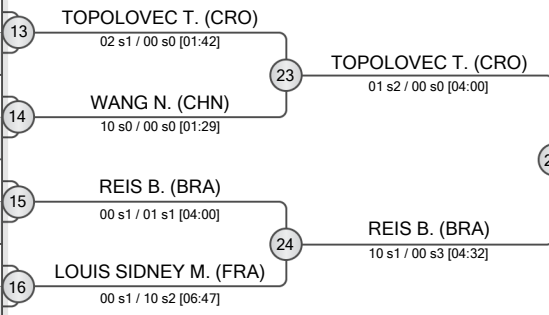 13
TOPOLOVEC T. (CRO)
02 s1 / 00 s0 [01:42]
23
TOPOLOVEC T. (CRO)
01 s2 / 00 s0 [04:00]
14
WANG N. (CHN)
10 s0 / 00 s0 [01:29]
15
REIS B. (BRA)
00 s1 / 01 s1 [04:00]
24
REIS B. (BRA)
10 s1 / 00 s3 [04:32]
16
LOUIS SIDNEY M. (FRA)
00 s1 / 10 s2 [06:47]